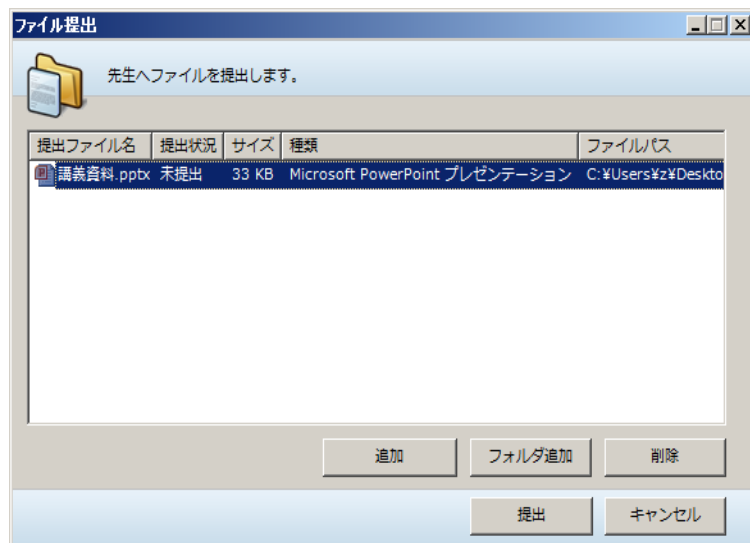 ファイル提出
先生へファイルを提出します。
提出ファイル名 提出状況 サイズ 種類 ファイルパス
講義資料.pptx 未提出 33 KB Microsoft PowerPoint プレゼンテーション C:¥Users¥z¥Deskto
追加 フォルダ追加 削除
提出 キャンセル